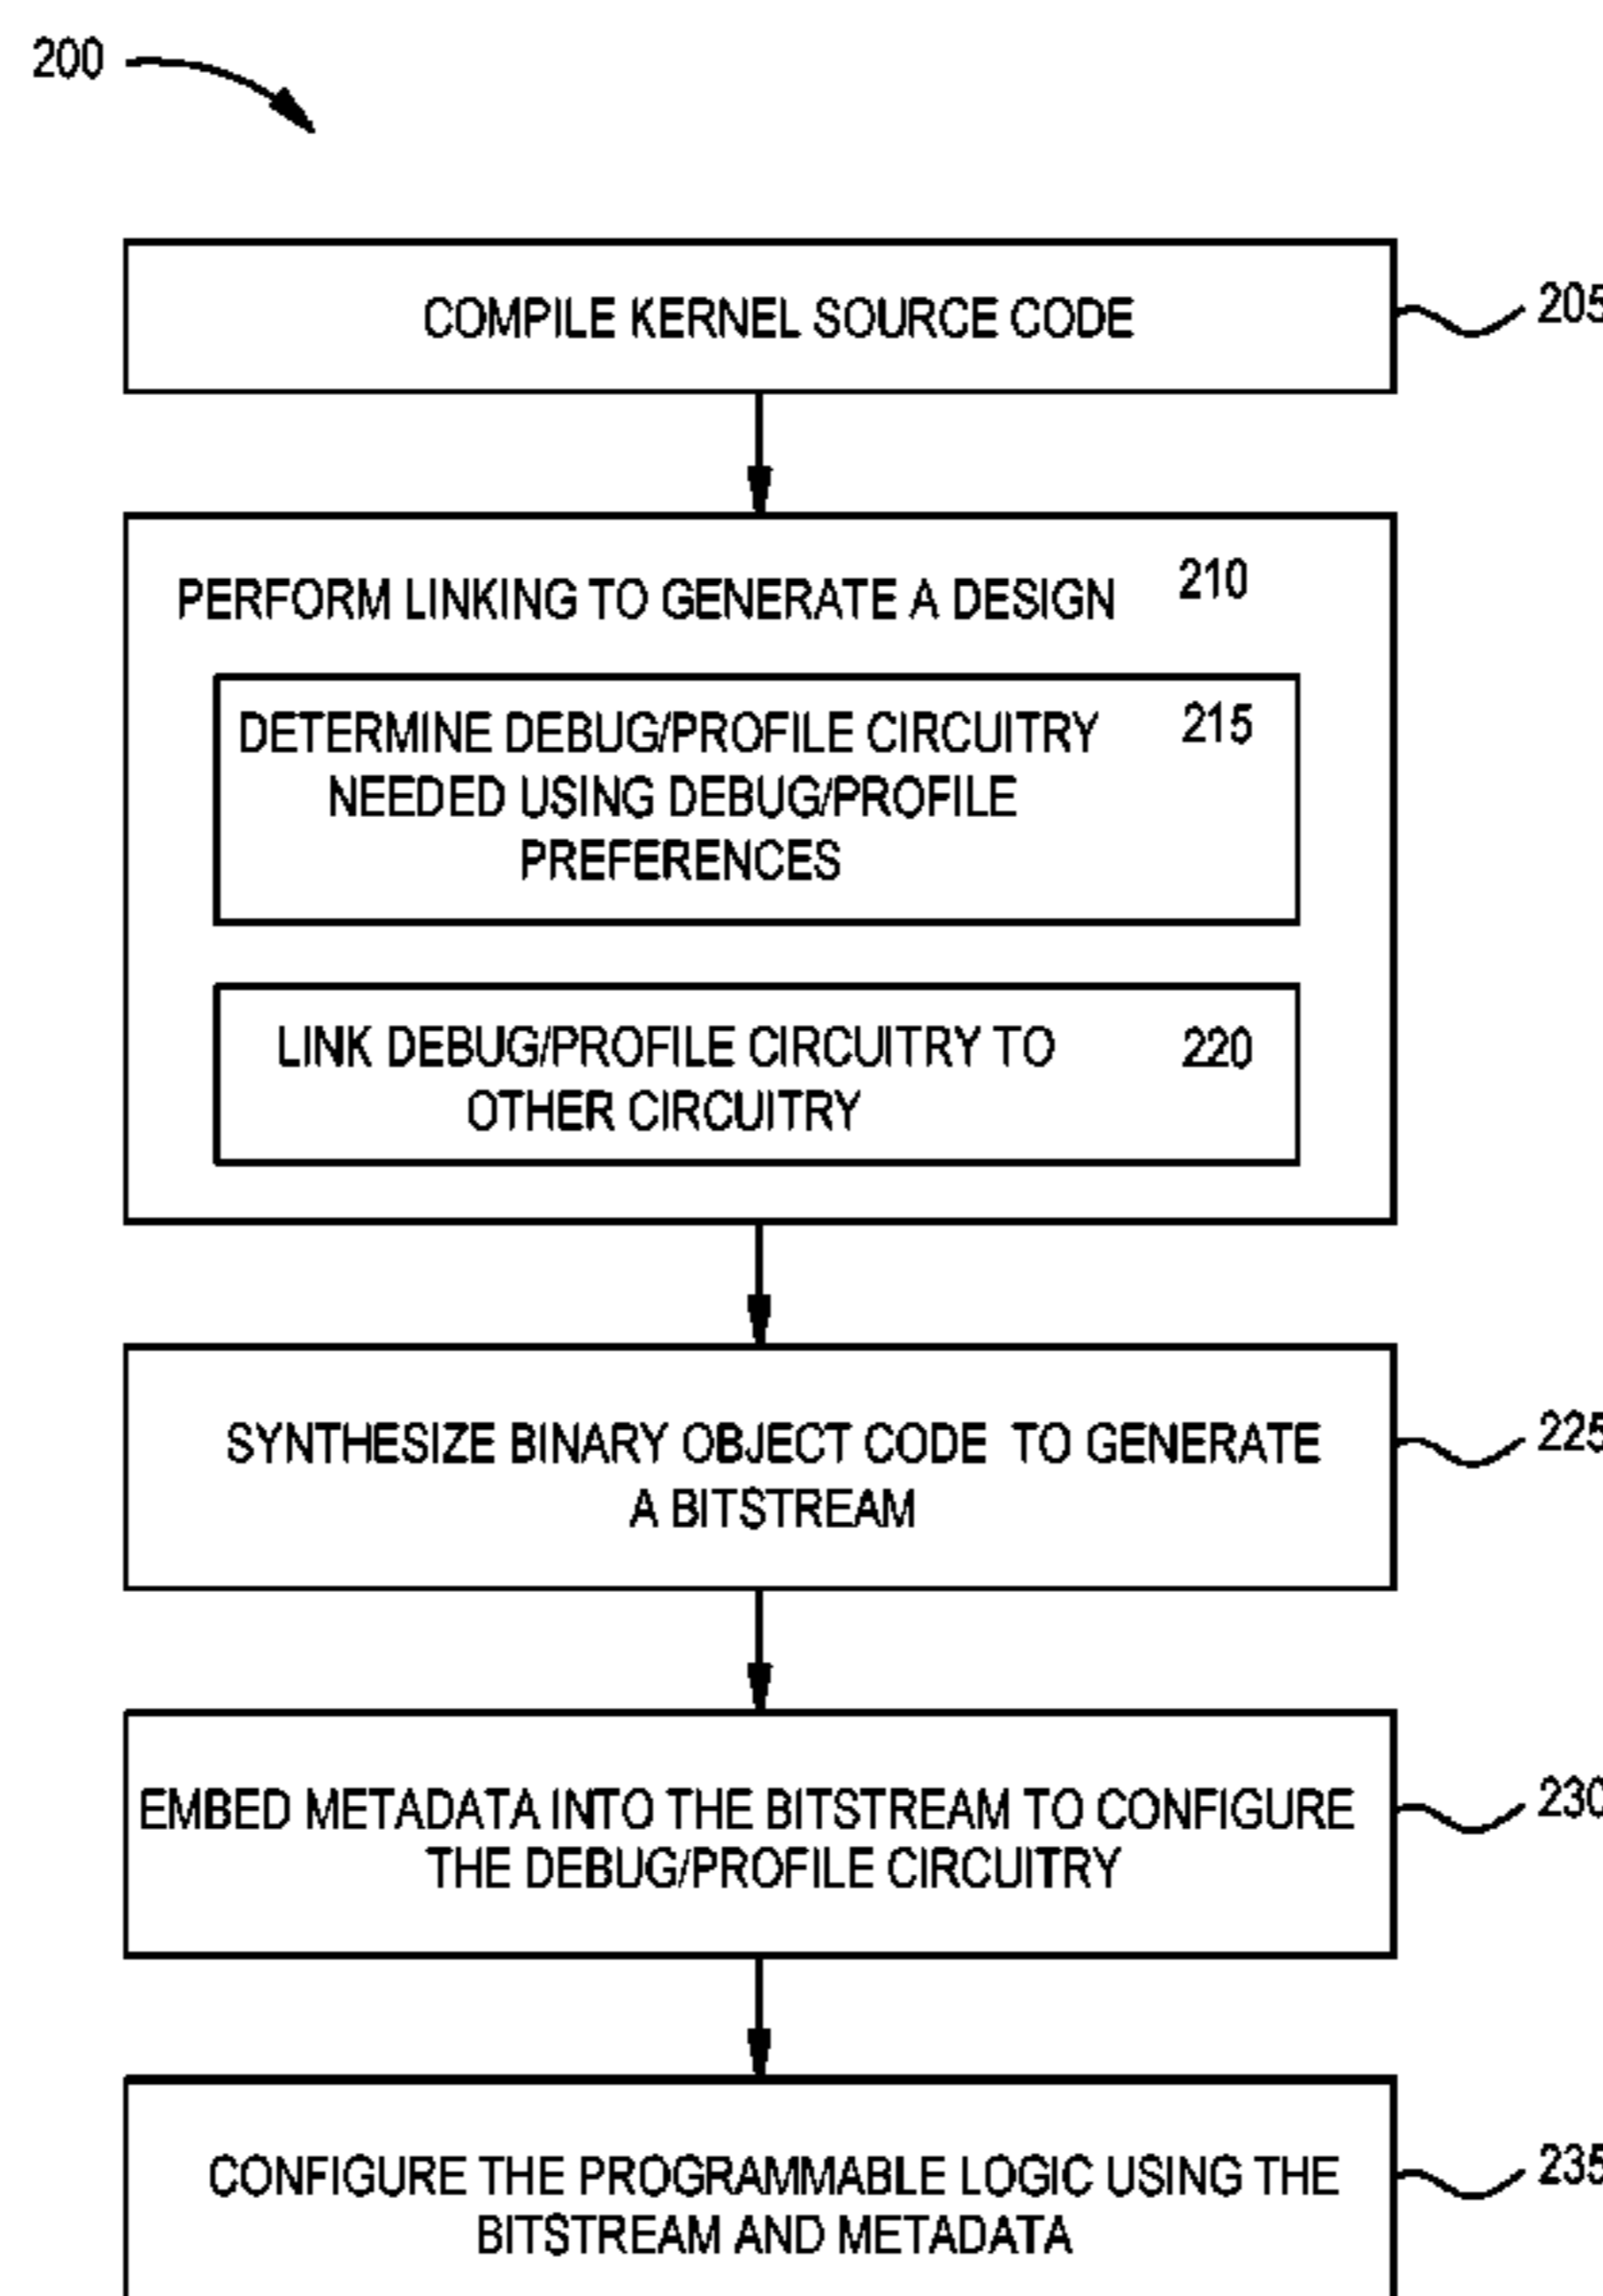 200
COMPILE KERNEL SOURCE CODE
205
PERFORM LINKING TO GENERATE A DESIGN
210
DETERMINE DEBUG/PROFILE CIRCUITRY
215
NEEDED USING DEBUG/PROFILE
PREFERENCES
LINK DEBUG/PROFILE CIRCUITRY TO
220
OTHER CIRCUITRY
SYNTHESIZE BINARY OBJECT CODE TO GENERATE
225
A BITSTREAM
EMBED METADATA INTO THE BITSTREAM TO CONFIGURE
230
THE DEBUG/PROFILE CIRCUITRY
CONFIGURE THE PROGRAMMABLE LOGIC USING THE
235
BITSTREAM AND METADATA